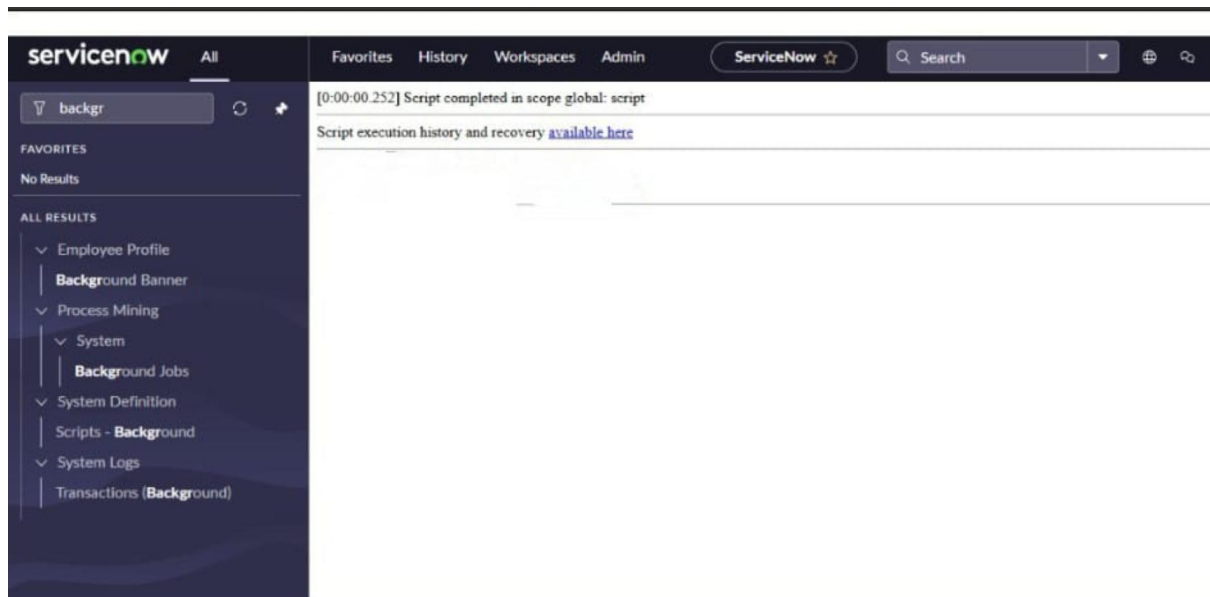 servicenow All Favorites History Workspaces Admin ServiceNow Search
backgr
FAVORITES
No Results
ALL RESULTS
Employee Profile
Background Banner
Process Mining
System
Background Jobs
System Definition
Scripts - Background
System Logs
Transactions (Background)
[0:00:00.252] Script completed in scope global: script
Script execution history and recovery available here